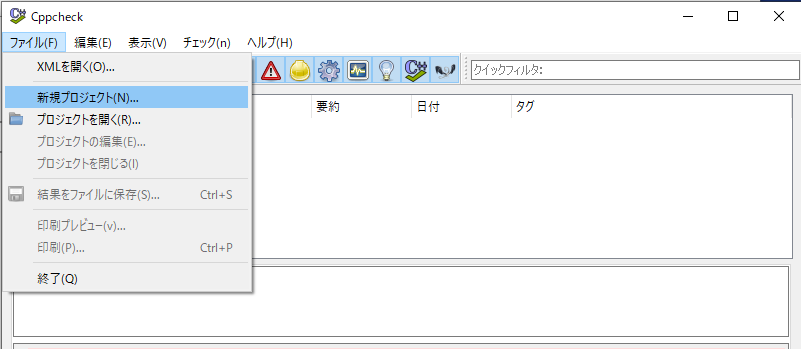 Cppcheck
ファイル(F) 編集(E) 表示(V) チェック(n) ヘルプ(H)
クイックフィルタ:
XMLを開く(O)...
新規プロジェクト(N)...
プロジェクトを開く(R)...
プロジェクトの編集(E)...
プロジェクトを閉じる(I)
結果をファイルに保存(S)... Ctrl+S
印刷プレビュー(v)...
印刷(P)... Ctrl+P
終了(Q)
要約 日付 タグ